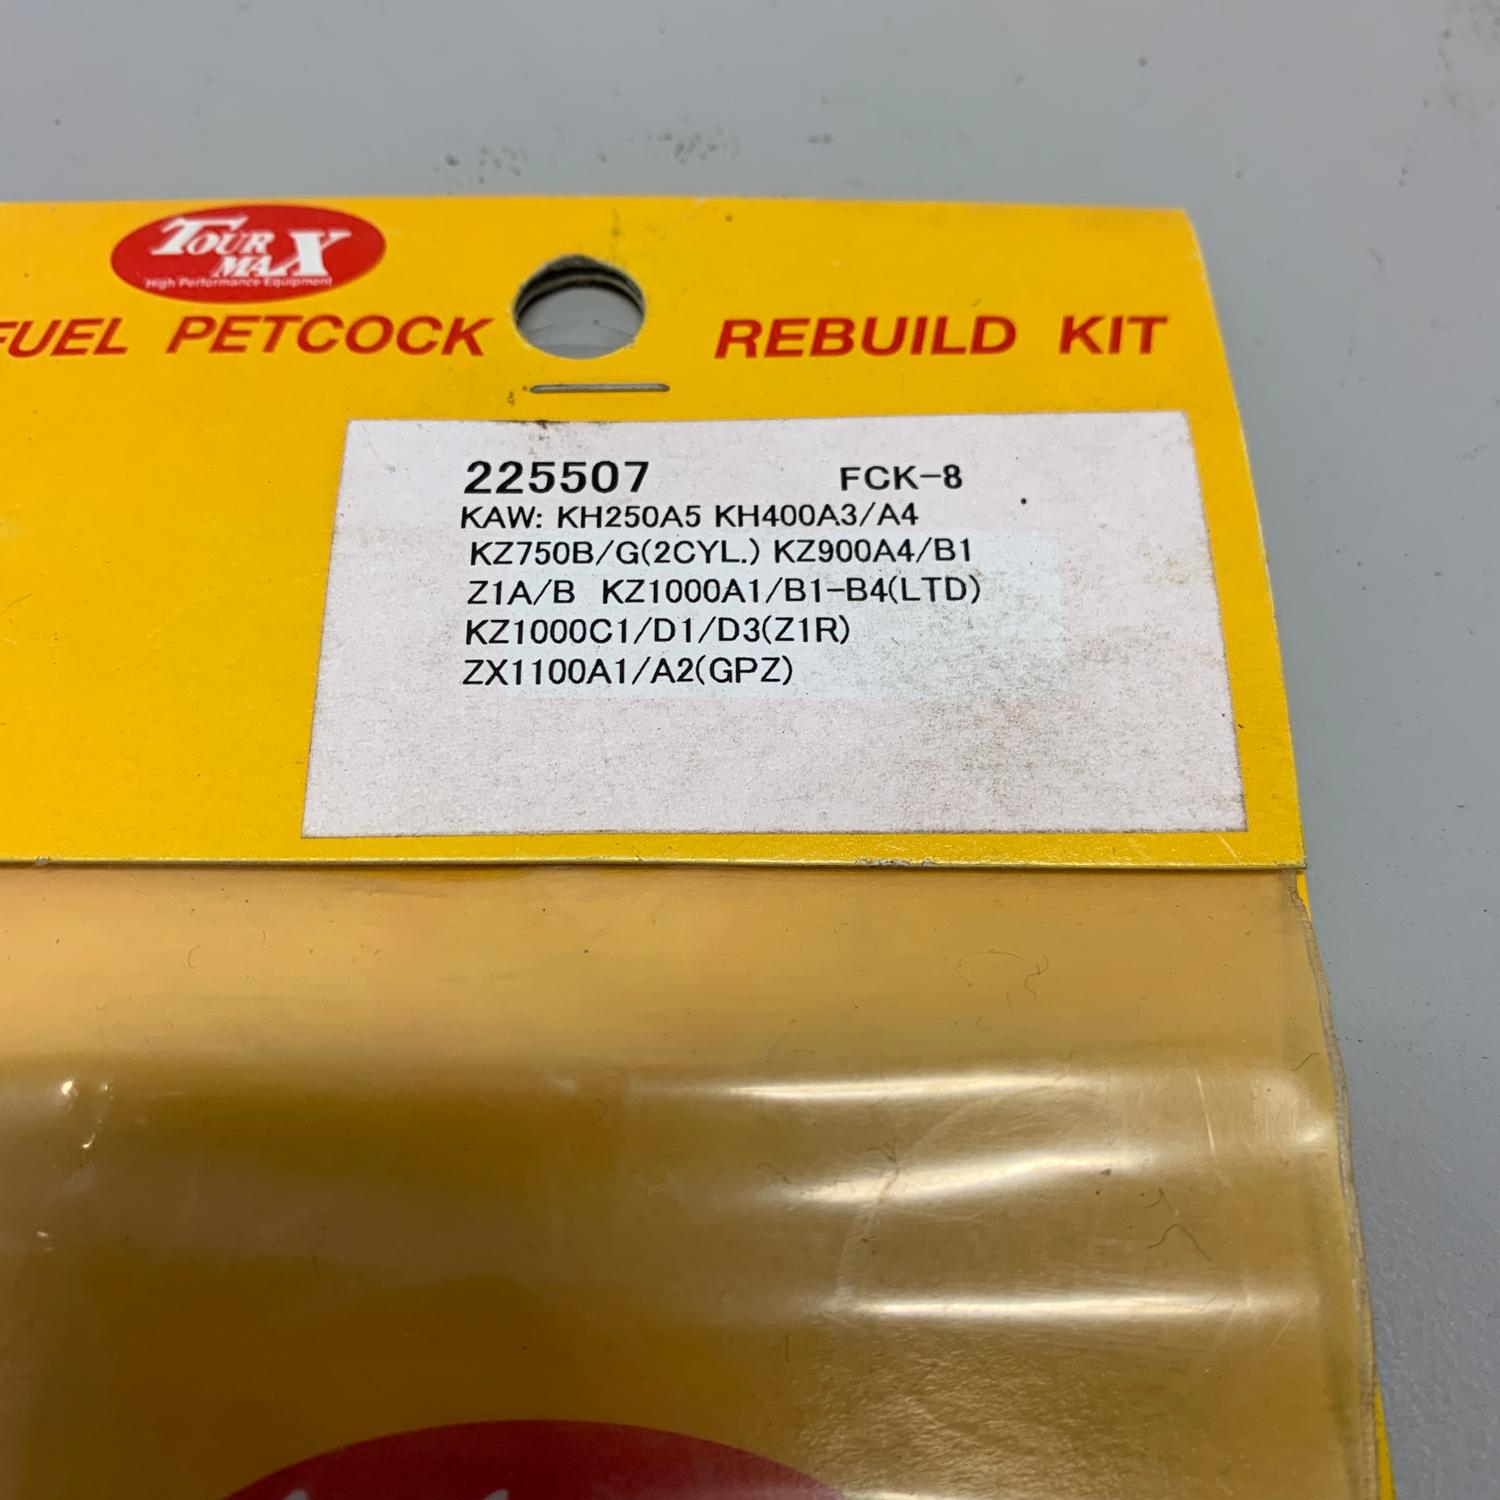 TOUR MAX
High Performance Equipment
FUEL PETCOCK REBUILD KIT
225507 FCK-8
KAW: KH250A5 KH400A3/A4
KZ750B/G(2CYL.) KZ900A4/B1
Z1A/B KZ1000A1/B1-B4(LTD)
KZ1000C1/D1/D3(Z1R)
ZX1100A1/A2(GPZ)